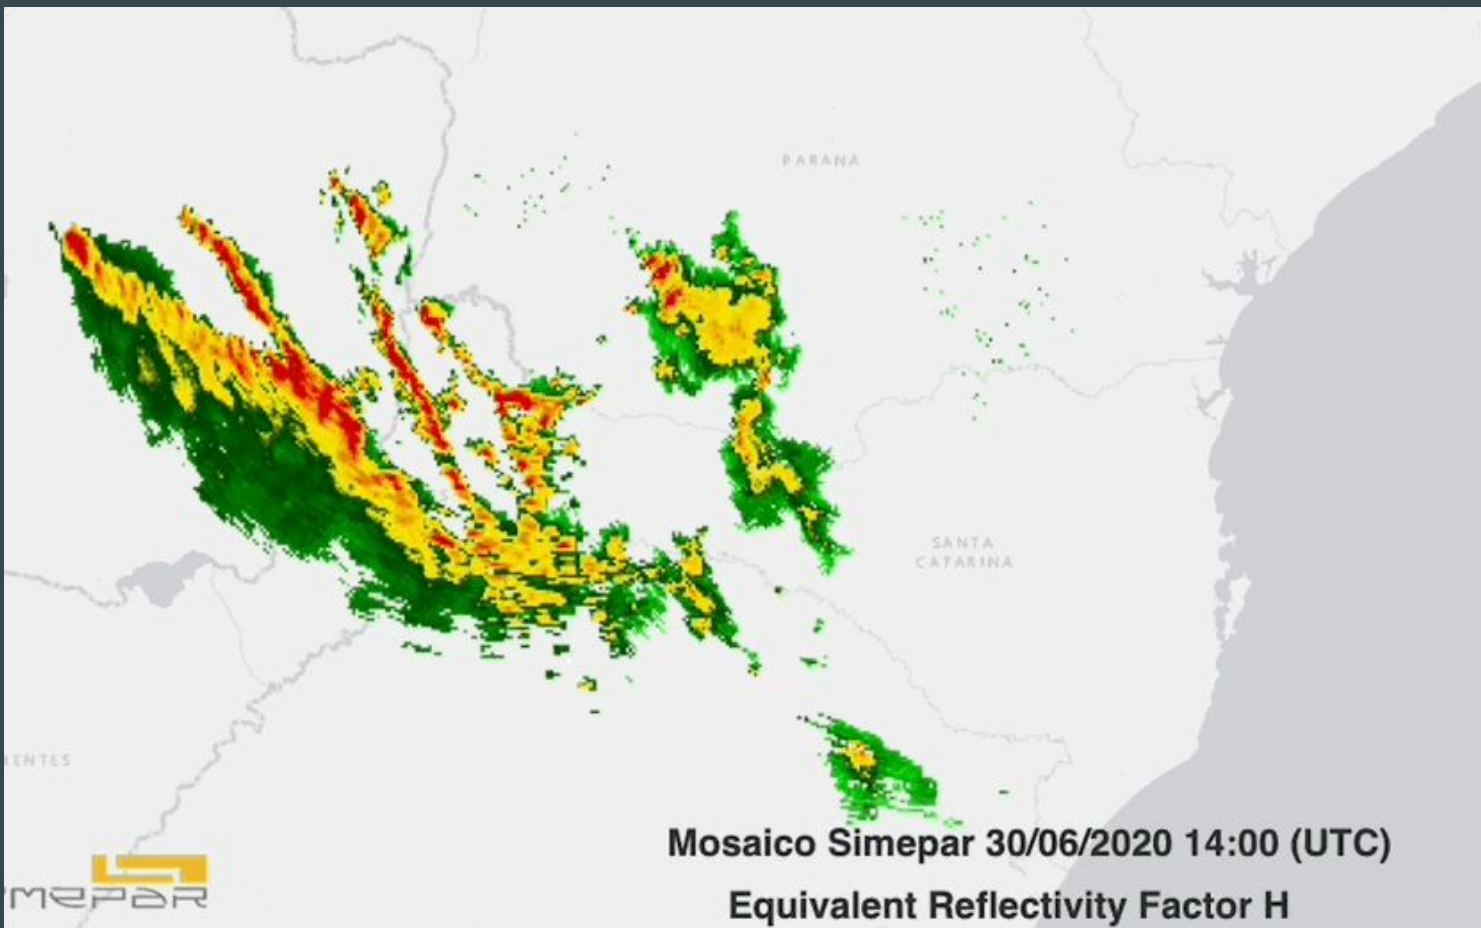 PARANA
SANTA
CATARINA
Mosaico Simepar 30/06/2020 14:00 (UTC)
Equivalent Reflectivity Factor H